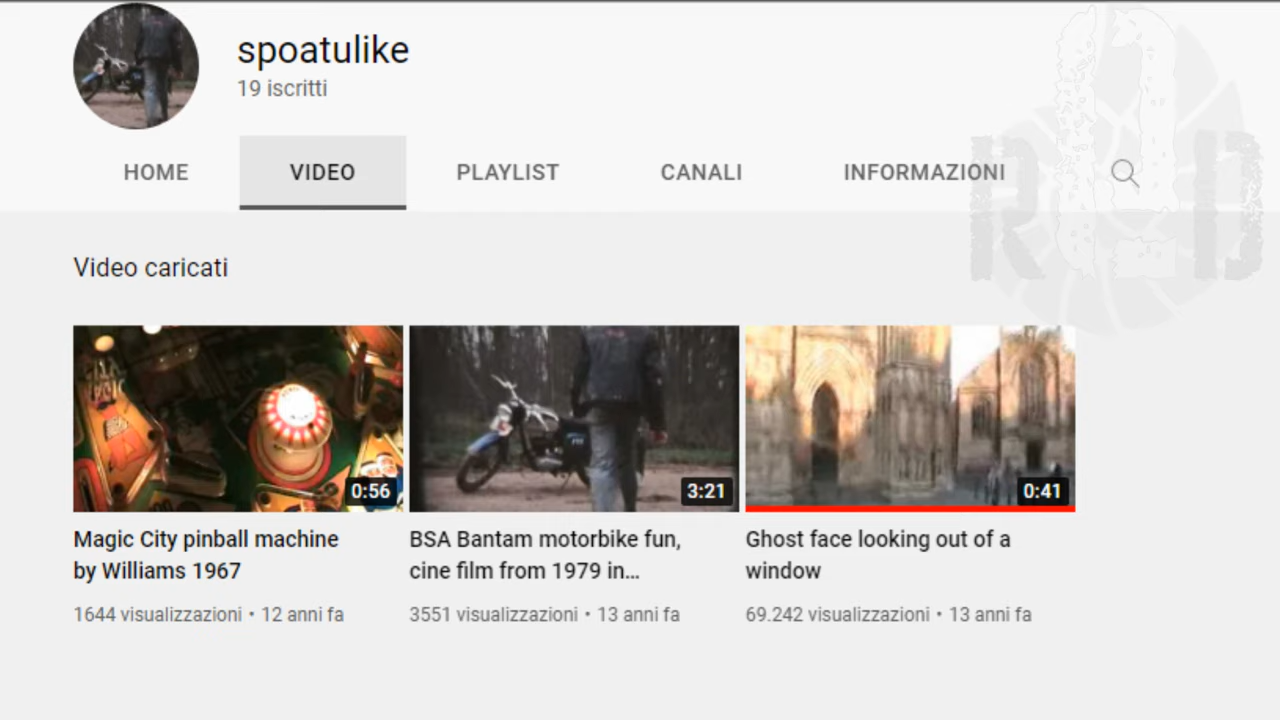 spoatulike
19 iscritti
HOME VIDEO PLAYLIST CANALI INFORMAZIONI
Video caricati
0:56 3:21 0:41
Magic City pinball machine
by Williams 1967
1644 visualizzazioni • 12 anni fa
BSA Bantam motorbike fun,
cine film from 1979 in...
3551 visualizzazioni • 13 anni fa
Ghost face looking out of a
window
69.242 visualizzazioni • 13 anni fa